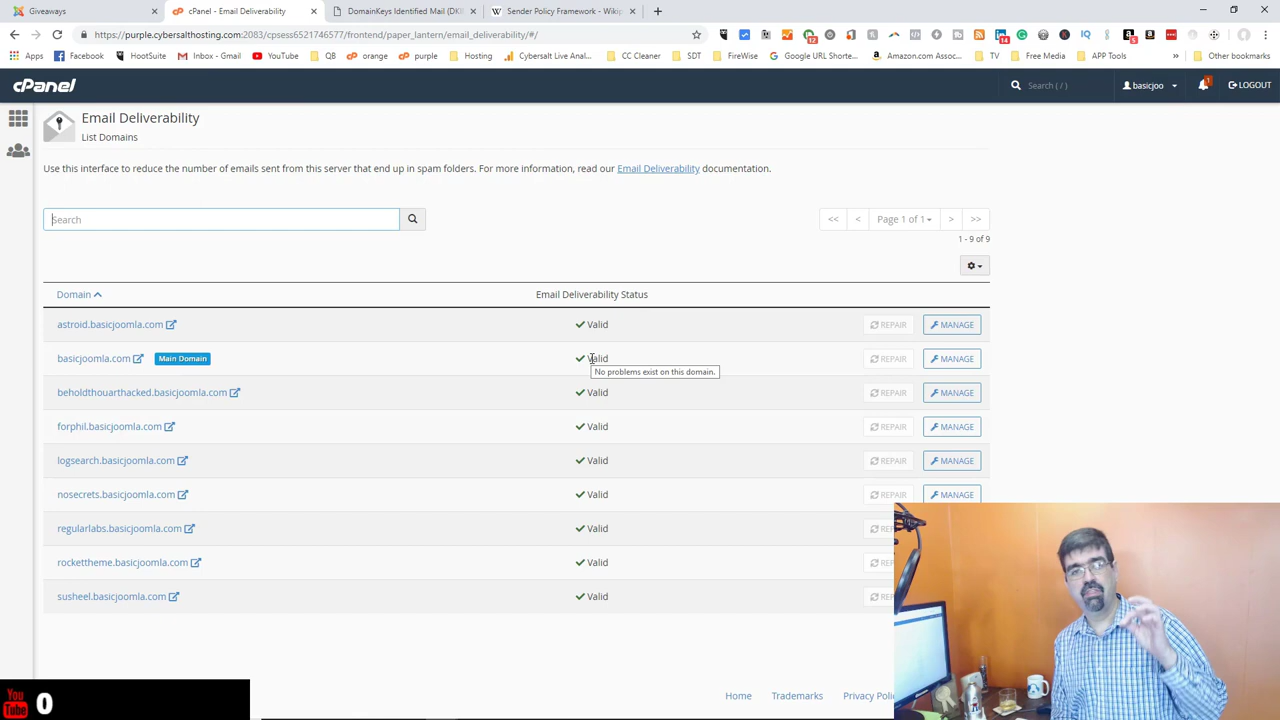 Giveaways
cPanel - Email Deliverability
DomainKeys Identified Mail (DKI
Sender Policy Framework - Wikip
https://purple.cybersalthosting.com:2083/cpsess6521746577/frontend/paper_lantern/email_deliverability/#/
Apps
Facebook
HootSuite
Inbox - Gmail
YouTube
QB
orange
purple
Hosting
Cybersalt Live Anal...
CC Cleaner
SDT
FireWise
Google URL Shorte...
Amazon.com Assoc...
TV
Free Media
APP Tools
»
Other bookmarks
cPanel
Search ( / )
basicjoo
1
LOGOUT
Email Deliverability
List Domains
Use this interface to reduce the number of emails sent from this server that end up in spam folders. For more information, read our Email Deliverability documentation.
Search
<< < Page 1 of 1 > >>
1 - 9 of 9
Domain Email Deliverability Status
astroid.basicjoomla.com Valid REPAIR MANAGE
basicjoomla.com Main Domain Valid REPAIR MANAGE
No problems exist on this domain.
beholdthouarthacked.basicjoomla.com Valid REPAIR MANAGE
forphil.basicjoomla.com Valid REPAIR MANAGE
logsearch.basicjoomla.com Valid REPAIR MANAGE
nosecrets.basicjoomla.com Valid REPAIR MANAGE
regularlabs.basicjoomla.com Valid
rockettheme.basicjoomla.com Valid
susheel.basicjoomla.com Valid
Home Trademarks Privacy
You Tube 0